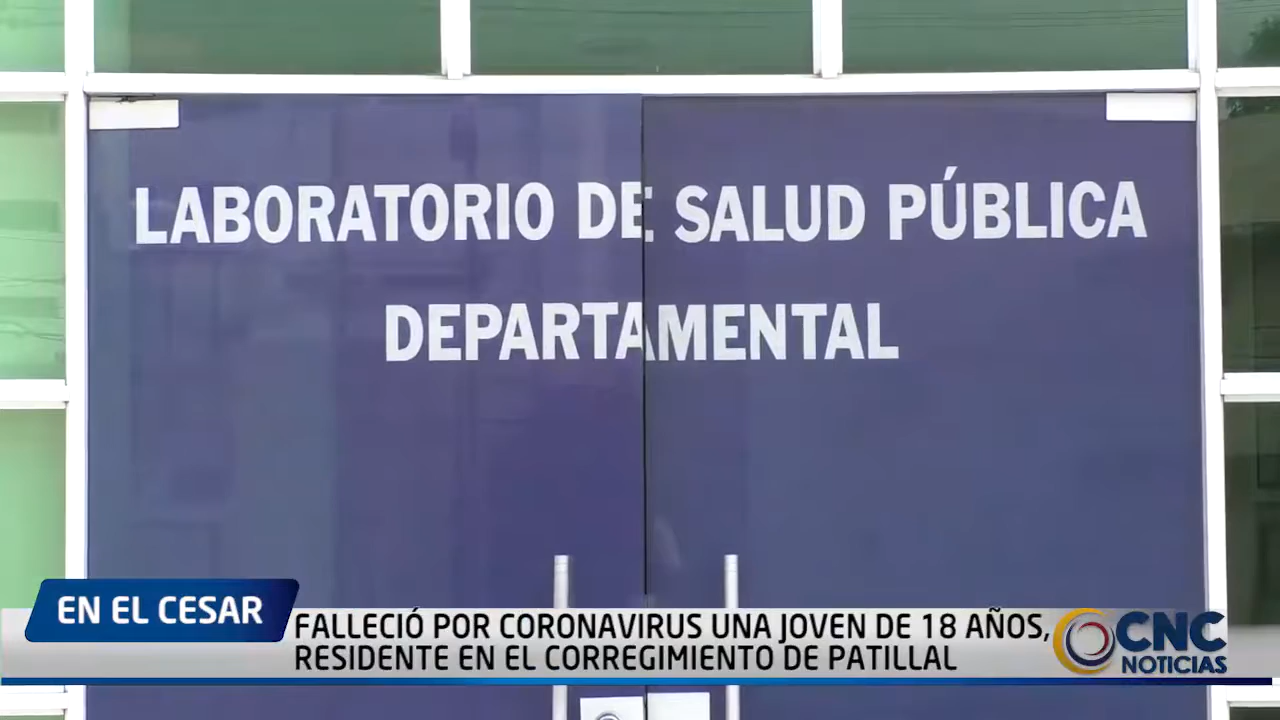 LABORATORIO DE SALUD PÚBLICA
DEPARTAMENTAL
EN EL CESAR
FALLECIÓ POR CORONAVIRUS UNA JOVEN DE 18 AÑOS,
RESIDENTE EN EL CORREGIMIENTO DE PATILLAL
CNC
NOTICIAS